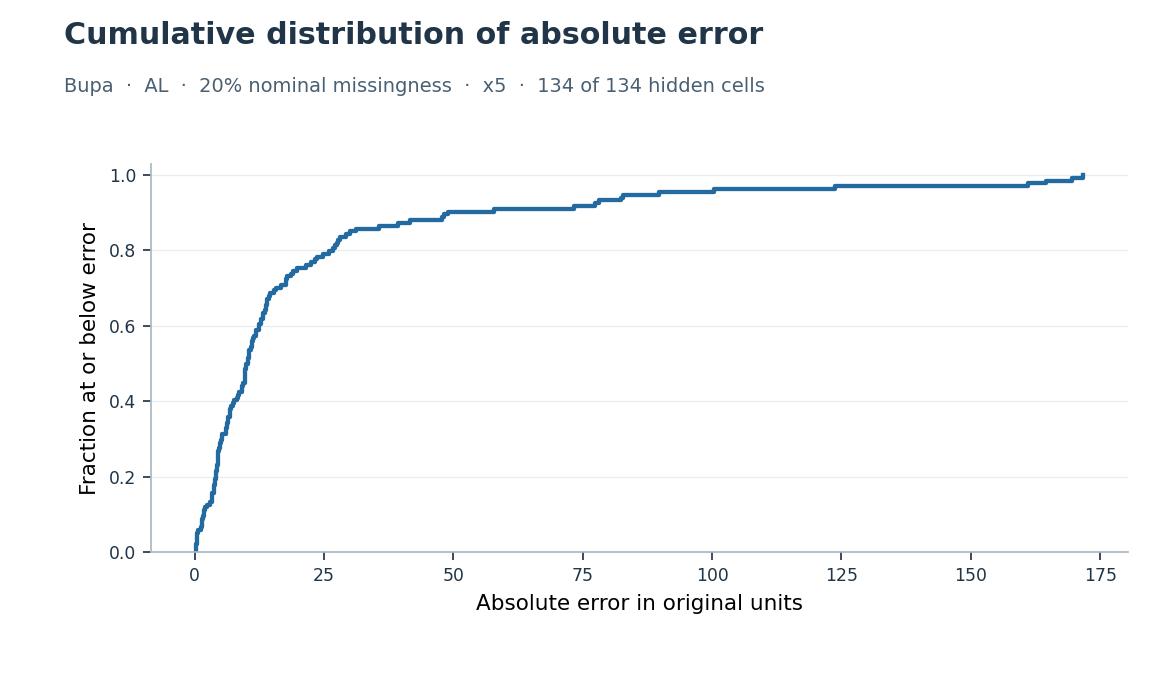 Cumulative distribution of absolute error
Bupa · AL · 20% nominal missingness · x5 · 134 of 134 hidden cells
Fraction at or below error
1.0
0.8
0.6
0.4
0.2
0.0
0 25 50 75 100 125 150 175
Absolute error in original units